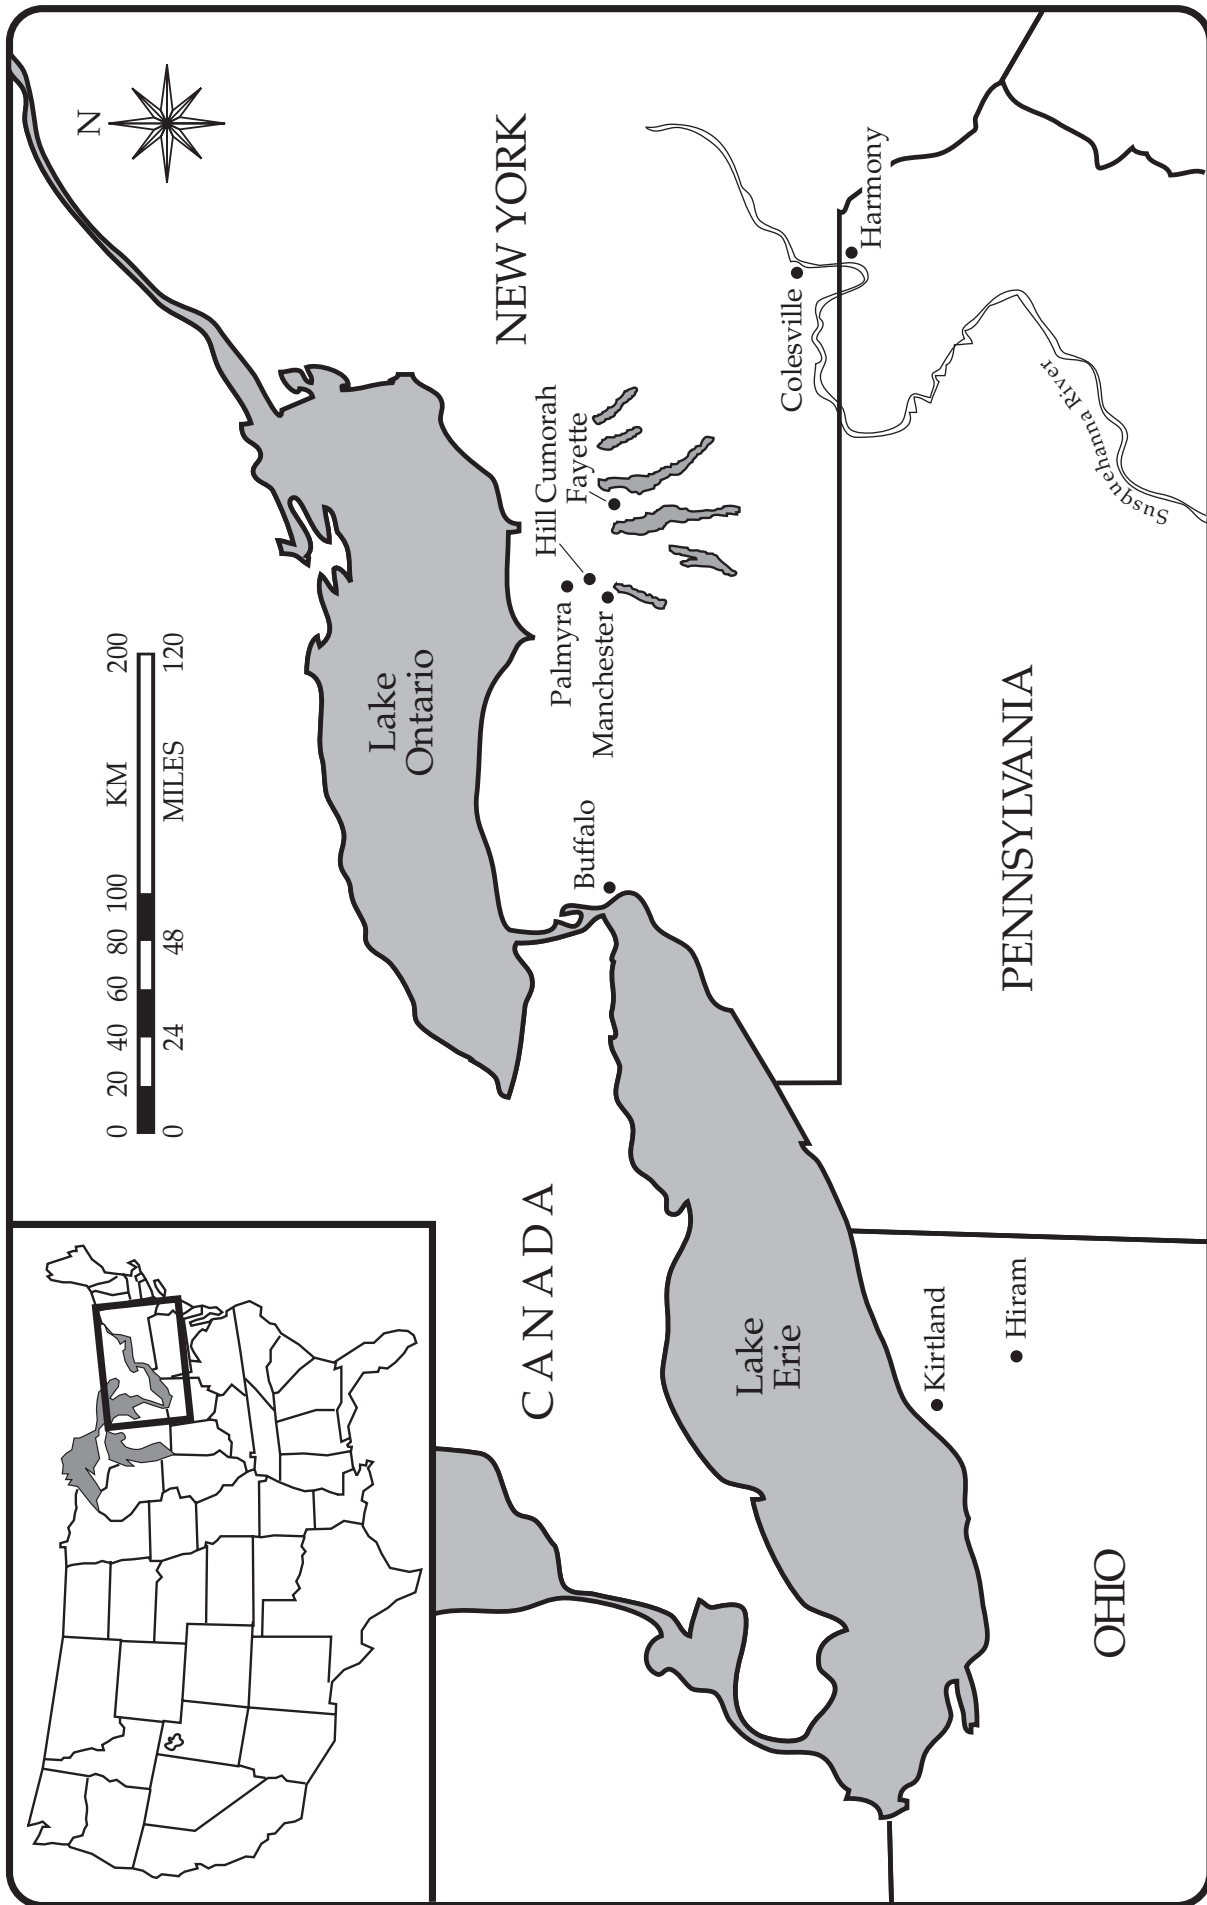 N
0 20 40 60 80 100 KM 200
0 24 48 MILES 120
NEW YORK
Lake
Ontario
Hill Cumorah
Fayette
Palmyra
Manchester
Buffalo
Colesville
Harmony
Susquehanna River
CANADA
Lake
Erie
PENNSYLVANIA
Kirtland
Hiram
OHIO